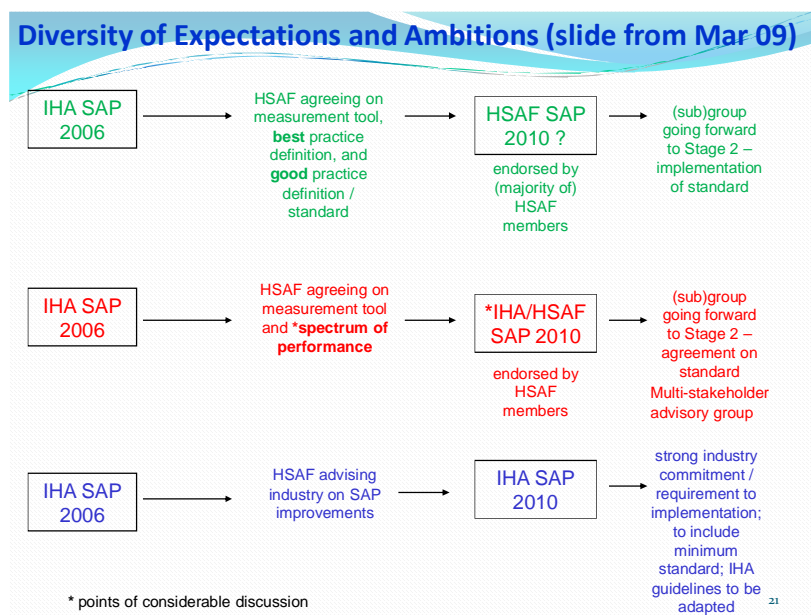 Diversity of Expectations and Ambitions (slide from Mar 09)
IHA SAP
2006
HSAF agreeing on
measurement tool,
best practice
definition, and
good practice
definition /
standard
HSAF SAP
2010 ?
endorsed by
(majority of)
HSAF
members
(sub)group
going forward
to Stage 2 –
implementation
of standard
IHA SAP
2006
HSAF agreeing on
measurement tool
and *spectrum of
performance
*IHA/HSAF
SAP 2010
endorsed by
HSAF
members
(sub)group
going forward
to Stage 2 –
agreement on
standard
Multi-stakeholder
advisory group
IHA SAP
2006
HSAF advising
industry on SAP
improvements
IHA SAP
2010
strong industry
commitment /
requirement to
implementation;
to include
minimum
standard; IHA
guidelines to be
adapted
* points of considerable discussion
21